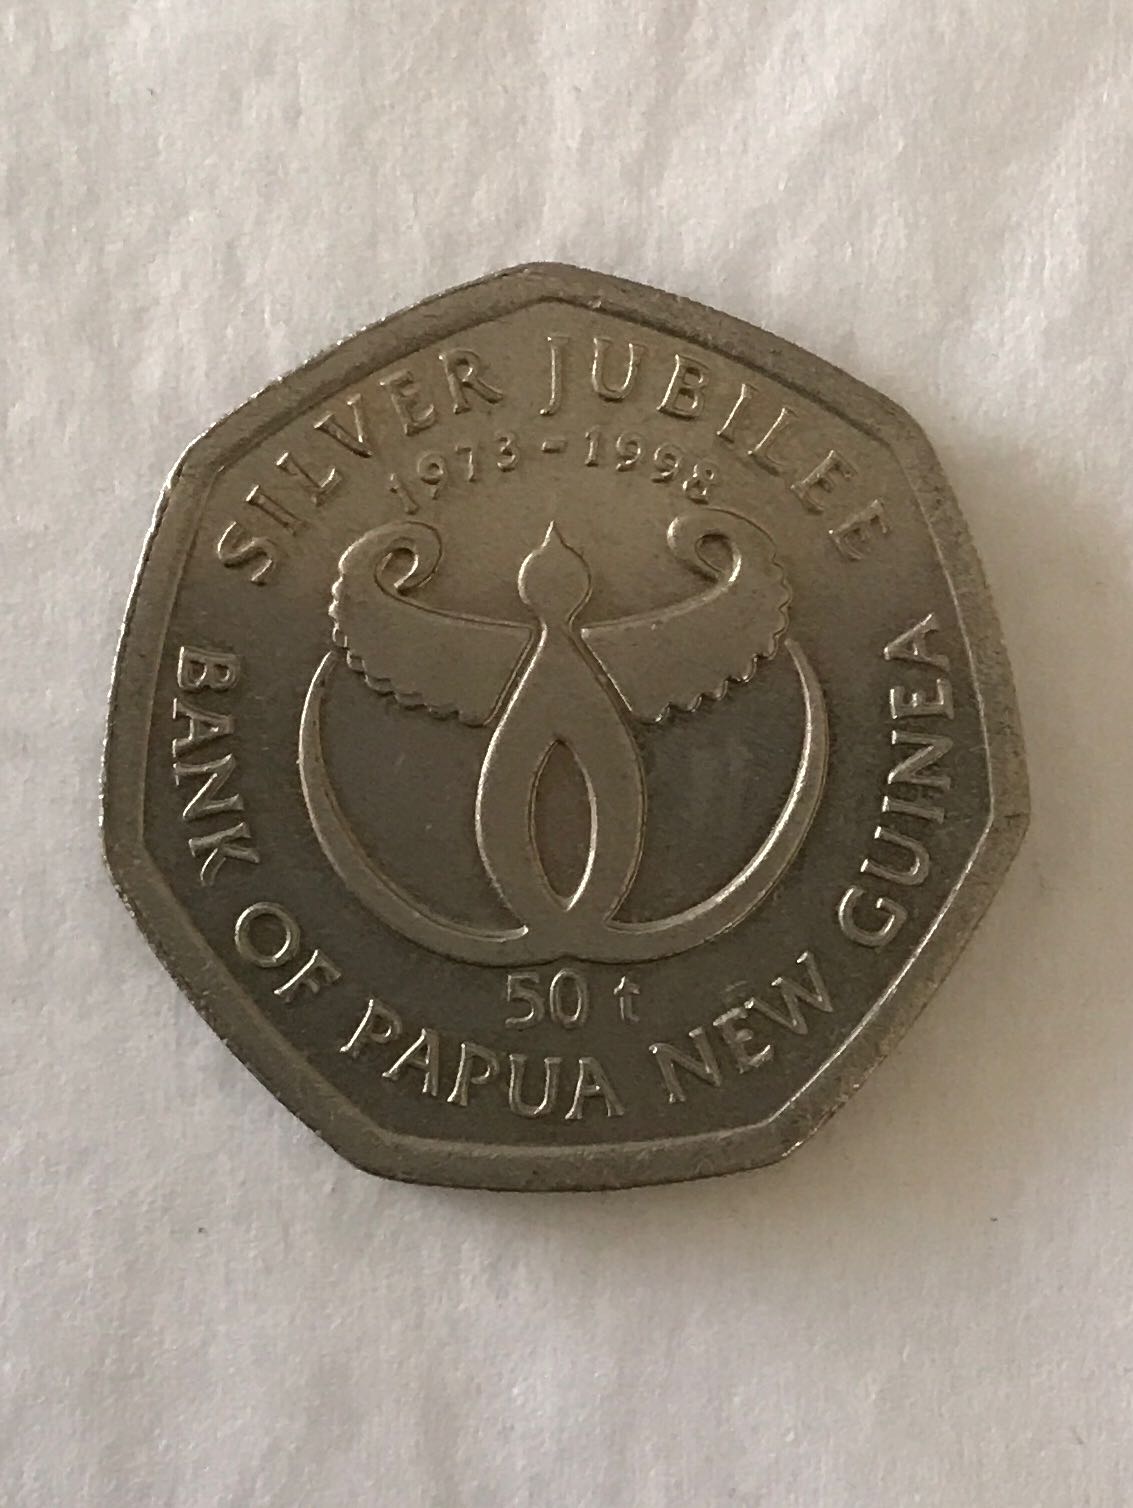 SILVER JUBILEE
1973-1998
50 t
BANK OF PAPUA NEW GUINEA